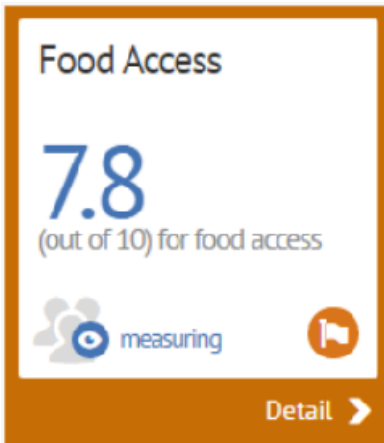 Food Access
7.8
(out of 10) for food access
measuring
Detail